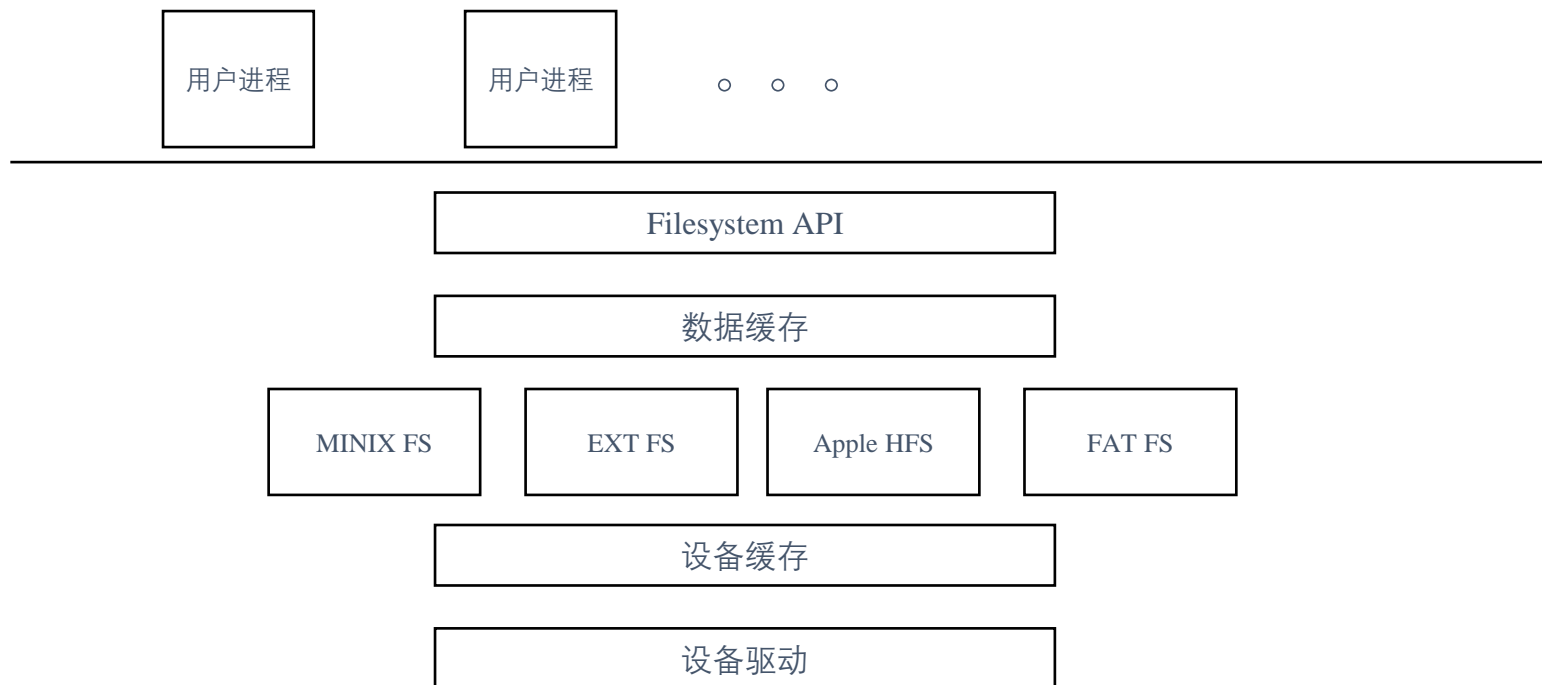 用户进程 用户进程 。 。 。
Filesystem API
数据缓存
MINIX FS EXT FS Apple HFS FAT FS
设备缓存
设备驱动